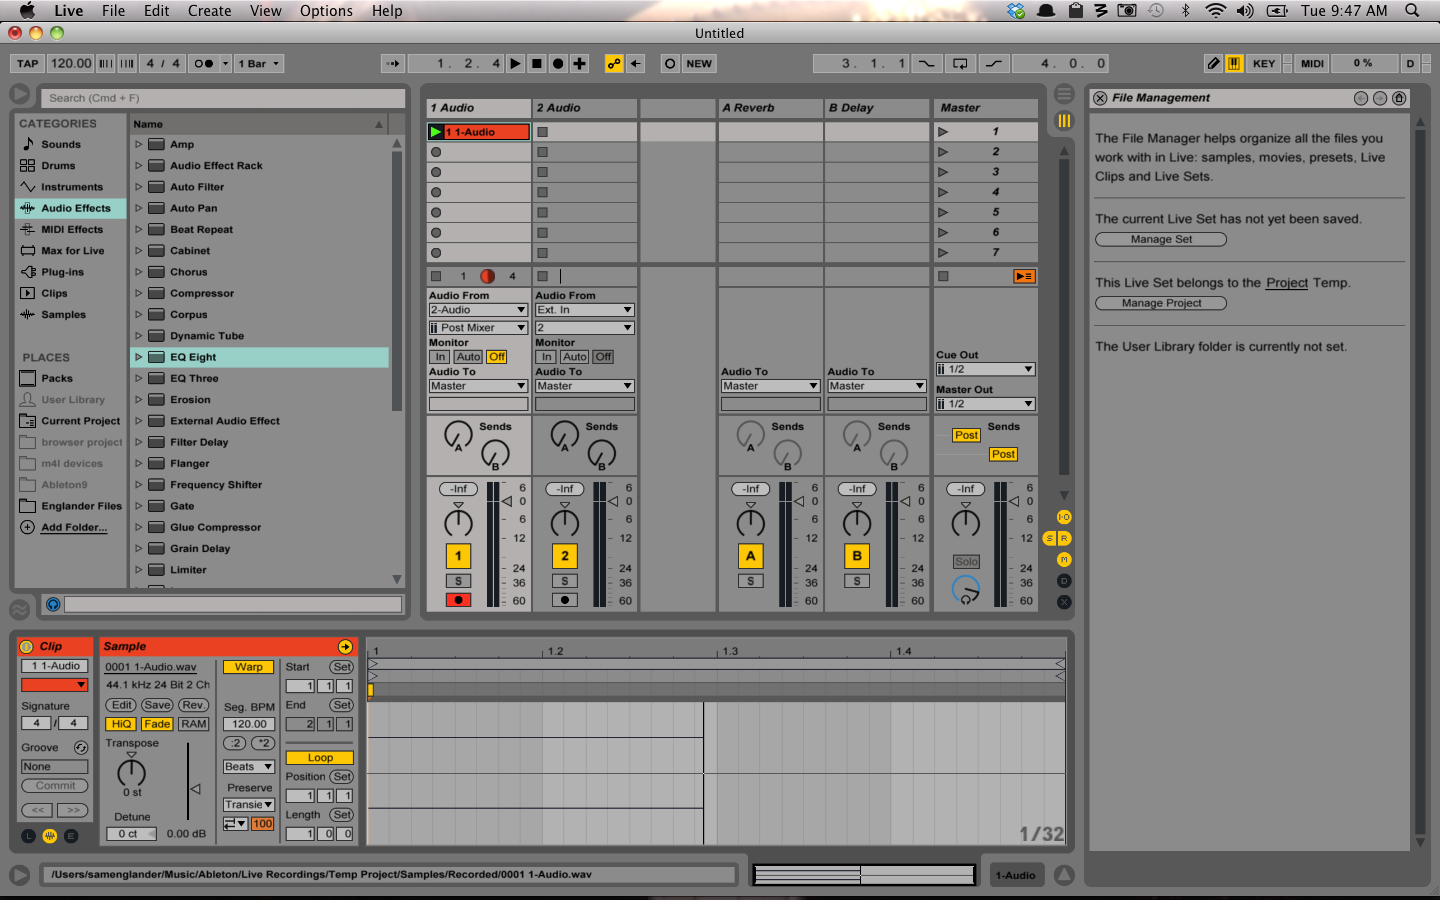 Live File Edit Create View Options Help
Tue 9:47 AM
Untitled
TAP 120.00 4 / 4 1 Bar
1. 2. 4
NEW
3. 1. 1
4. 0. 0
KEY MIDI 0 % D
Search (Cmd + F)
CATEGORIES
Sounds
Drums
Instruments
Audio Effects
MIDI Effects
Max for Live
Plug-ins
Clips
Samples
PLACES
Packs
User Library
Current Project
browser project
m4l devices
Ableton9
Englander Files
Add Folder...
Name
Amp
Audio Effect Rack
Auto Filter
Auto Pan
Beat Repeat
Cabinet
Chorus
Compressor
Corpus
Dynamic Tube
EQ Eight
EQ Three
Erosion
External Audio Effect
Filter Delay
Flanger
Frequency Shifter
Gate
Glue Compressor
Grain Delay
Limiter
1 Audio
2 Audio
A Reverb
B Delay
Master
1 1-Audio
1
2
3
4
5
6
7
1 4
Audio From
2-Audio
Post Mixer
Monitor
In Auto Off
Audio To
Master
Audio From
Ext. In
2
Monitor
In Auto Off
Audio To
Master
Audio To
Master
Audio To
Master
Cue Out
1/2
Master Out
1/2
Sends
A
B
Sends
A
B
A
B
A
B
Sends
Post
Post
-Inf
6
0
6
12
24
36
60
1
S
-Inf
6
0
6
12
24
36
60
2
S
-Inf
6
0
6
12
24
36
60
A
S
-Inf
6
0
6
12
24
36
60
B
S
-Inf
6
0
6
12
24
36
60
Solo
I-O
S R
M
D
X
File Management
The File Manager helps organize all the files you
work with in Live: samples, movies, presets, Live
Clips and Live Sets.
The current Live Set has not yet been saved.
Manage Set
This Live Set belongs to the Project Temp.
Manage Project
The User Library folder is currently not set.
Clip
1 1-Audio
Signature
4 / 4
Groove
None
Commit
<< >>
L E
Sample
0001 1-Audio.wav
44.1 kHz 24 Bit 2 Ch
Edit Save Rev.
HiQ Fade RAM
Transpose
0 st
Detune
0 ct 0.00 dB
Warp
Seg. BPM
120.00
:2 *2
Beats
Preserve
Transie
100
Start Set
1 1 1
End Set
2 1 1
Loop
Position Set
1 1 1
Length Set
1 0 0
1 1.2 1.3 1.4
1/32
/Users/samenglander/Music/Ableton/Live Recordings/Temp Project/Samples/Recorded/0001 1-Audio.wav
1-Audio